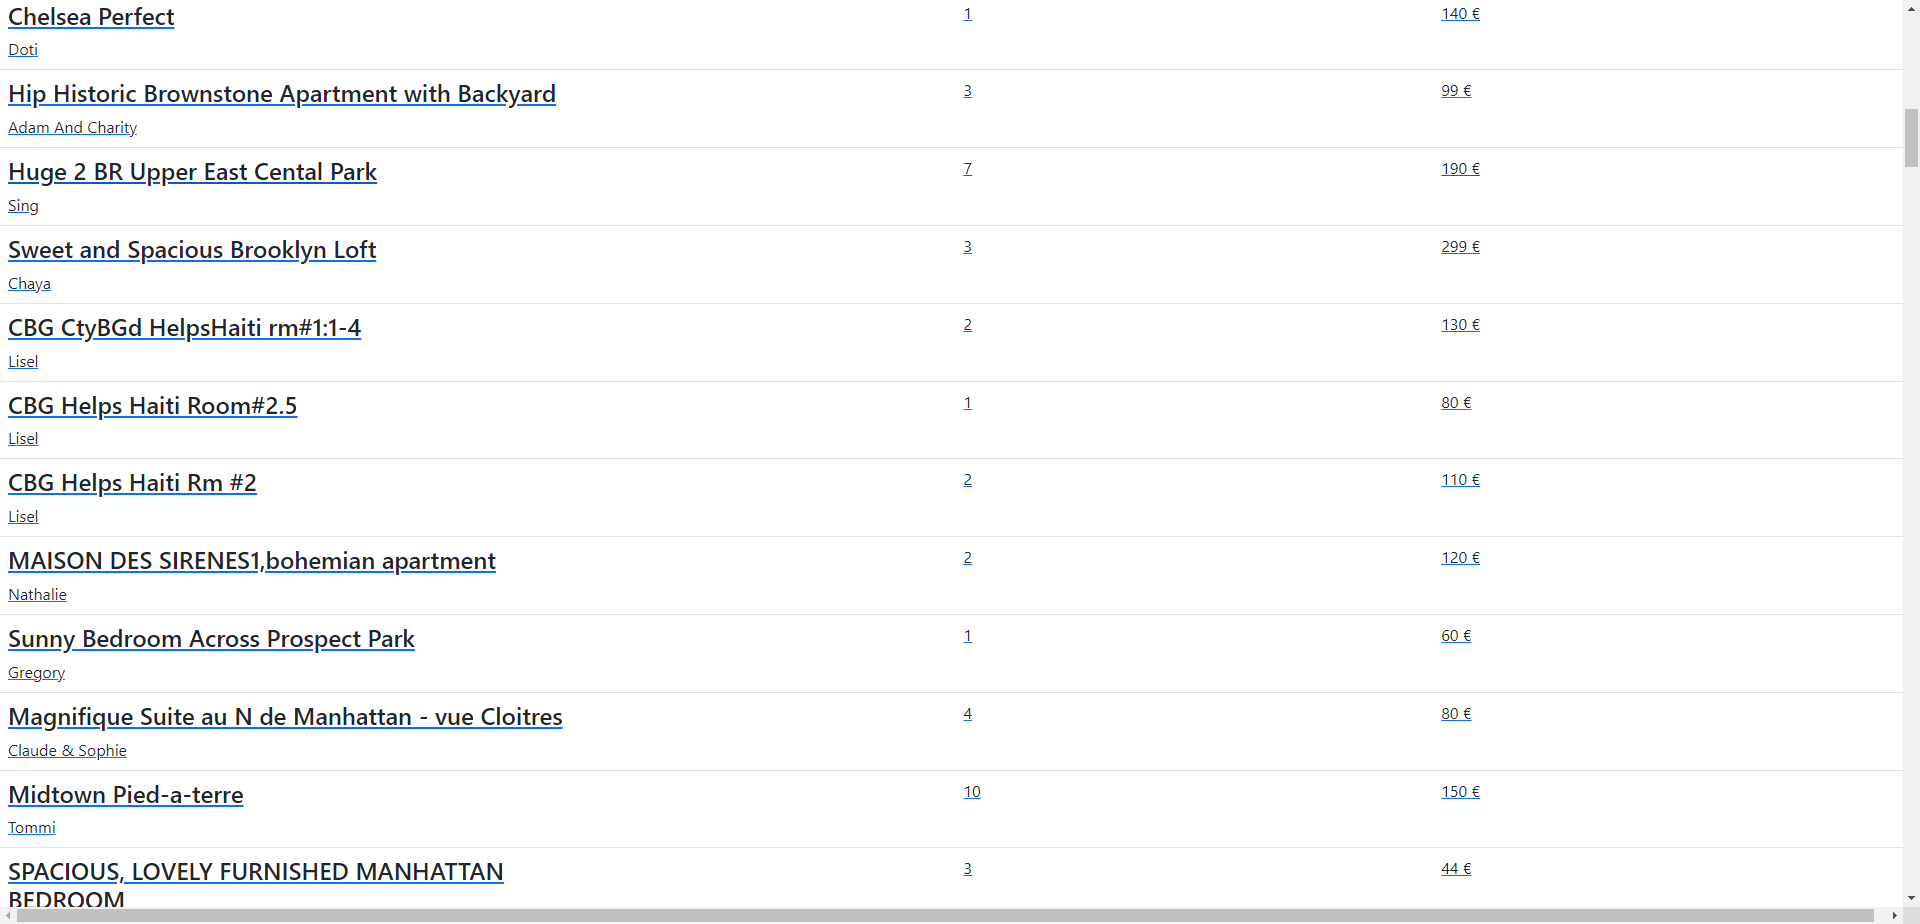 Chelsea Perfect 1 140 €
Doti
Hip Historic Brownstone Apartment with Backyard 3 99 €
Adam And Charity
Huge 2 BR Upper East Cental Park 7 190 €
Sing
Sweet and Spacious Brooklyn Loft 3 299 €
Chaya
CBG CtyBGd HelpsHaiti rm#1:1-4 2 130 €
Lisel
CBG Helps Haiti Room#2.5 1 80 €
Lisel
CBG Helps Haiti Rm #2 2 110 €
Lisel
MAISON DES SIRENES1,bohemian apartment 2 120 €
Nathalie
Sunny Bedroom Across Prospect Park 1 60 €
Gregory
Magnifique Suite au N de Manhattan - vue Cloitres 4 80 €
Claude & Sophie
Midtown Pied-a-terre 10 150 €
Tommi
SPACIOUS, LOVELY FURNISHED MANHATTAN 3 44 €
BEDROOM